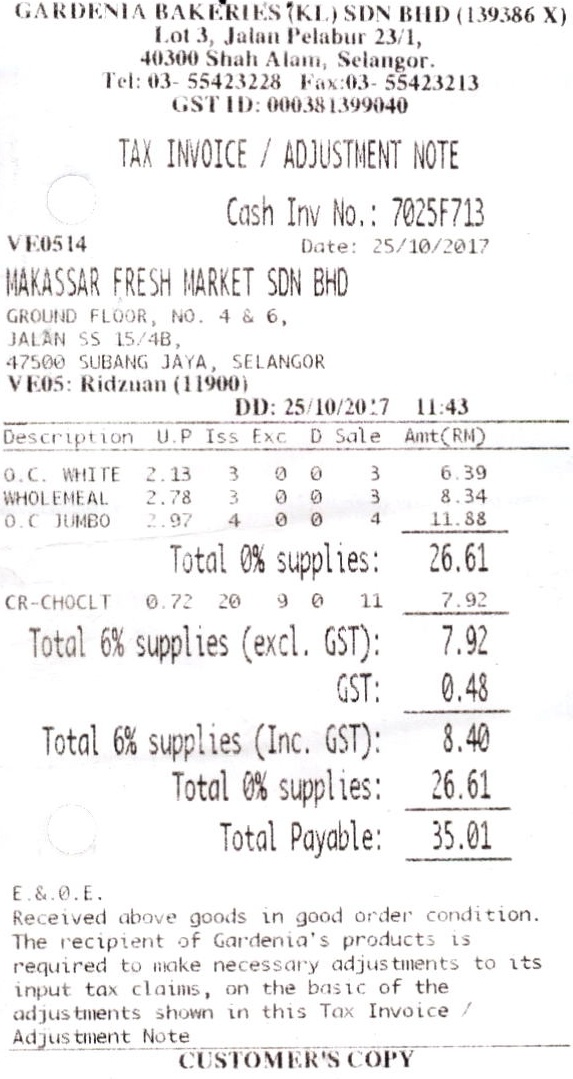 GARDENIA BAKERIES (KL) SDN BHD (139386 X)
Lot 3, Jalan Pelabur 23/1,
40300 Shah Alam, Selangor.
Tel: 03- 55423228 Fax:03- 55423213
GST ID: 000381399040
TAX INVOICE / ADJUSTMENT NOTE
Cash Inv No.: 7025F713
VE0514 Date: 25/10/2017
MAKASSAR FRESH MARKET SDN BHD
GROUND FLOOR, NO. 4 & 6,
JALAN SS 15/4B,
47500 SUBANG JAYA, SELANGOR
VE05: Ridzuan (11900)
DD: 25/10/2017 11:43
Description U.P Iss Exc D Sale Amt(RM)
O.C. WHITE 2.13 3 0 0 3 6.39
WHOLEMEAL 2.78 3 0 0 3 8.34
O.C JUMBO 2.97 4 0 0 4 11.88
Total 0% supplies: 26.61
CR-CHOCLT 0.72 20 9 0 11 7.92
Total 6% supplies (excl. GST): 7.92
GST: 0.48
Total 6% supplies (Inc. GST): 8.40
Total 0% supplies: 26.61
Total Payable: 35.01
E.&.O.E.
Received above goods in good order condition.
The recipient of Gardenia's products is
required to make necessary adjustments to its
input tax claims, on the basic of the
adjustments shown in this Tax Invoice /
Adjustment Note
CUSTOMER'S COPY